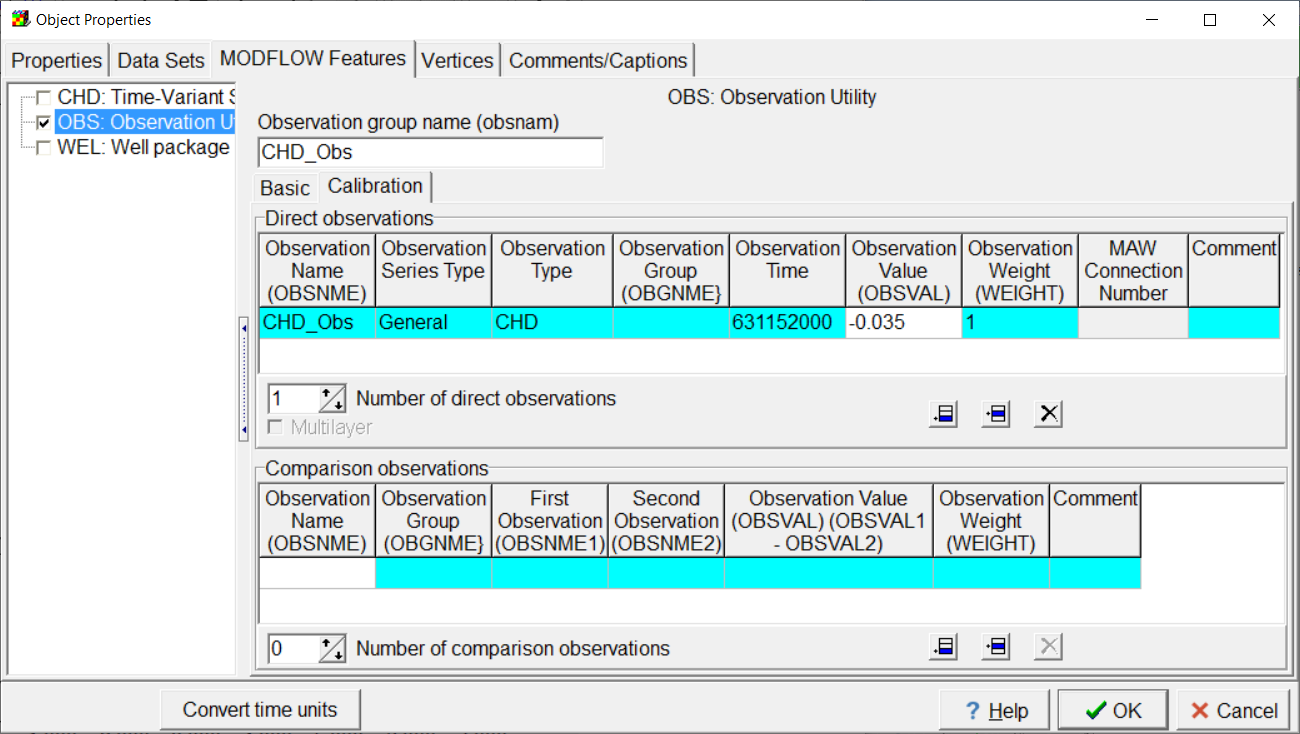 Object Properties
Properties
Data Sets
MODFLOW Features
Vertices
Comments/Captions
CHD: Time-Variant S
OBS: Observation Ut
WEL: Well package
OBS: Observation Utility
Observation group name (obsnam)
CHD_Obs
Basic
Calibration
Direct observations
Observation
Name
(OBSNME)
Observation
Series Type
Observation
Type
Observation
Group
(OBGNME}
Observation
Time
Observation
Value
(OBSVAL)
Observation
Weight
(WEIGHT)
MAW
Connection
Number
Comment
CHD_Obs
General
CHD
631152000
-0.035
1
1
Number of direct observations
Multilayer
Comparison observations
Observation
Name
(OBSNME)
Observation
Group
(OBGNME}
First
Observation
(OBSNME1)
Second
Observation
(OBSNME2)
Observation Value
(OBSVAL) (OBSVAL1
- OBSVAL2)
Observation
Weight
(WEIGHT)
Comment
0
Number of comparison observations
Convert time units
? Help
OK
Cancel